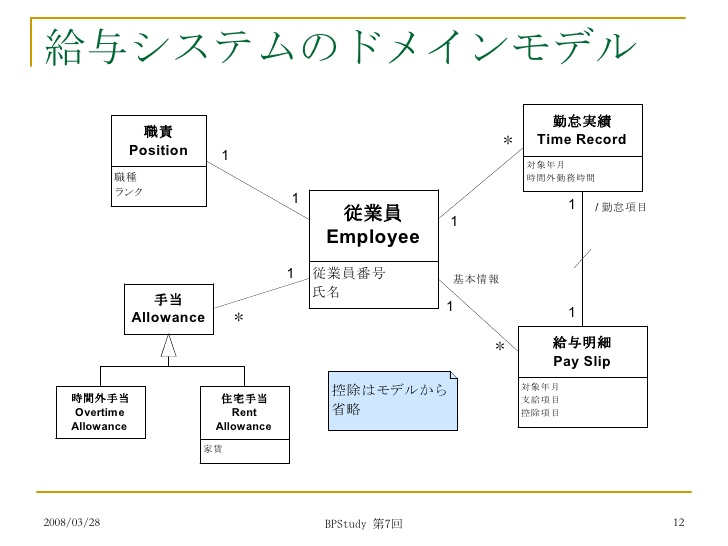 給与システムのドメインモデル
職責
Position
職種
ランク
1
1
勤怠実績
Time Record
対象年月
時間外勤務時間
*
1
従業員
Employee
従業員番号
氏名
1
/ 勤怠項目
1
手当
Allowance
1
*
基本情報
1
*
給与明細
Pay Slip
対象年月
支給項目
控除項目
時間外手当
Overtime
Allowance
住宅手当
Rent
Allowance
家賃
控除はモデルから
省略
2008/03/28
BPStudy 第7回
12